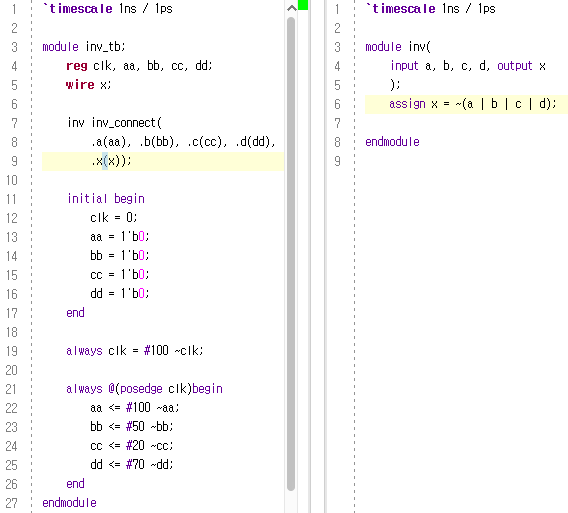 1 `timescale 1ns / 1ps
2
3 module inv_tb;
4 reg clk, aa, bb, cc, dd;
5 wire x;
6
7 inv inv_connect(
8 .a(aa), .b(bb), .c(cc), .d(dd),
9 .x(x));
10
11 initial begin
12 clk = 0;
13 aa = 1'b0;
14 bb = 1'b0;
15 cc = 1'b0;
16 dd = 1'b0;
17 end
18
19 always clk = #100 ~clk;
20
21 always @(posedge clk)begin
22 aa <= #100 ~aa;
23 bb <= #50 ~bb;
24 cc <= #20 ~cc;
25 dd <= #70 ~dd;
26 end
27 endmodule
1 `timescale 1ns / 1ps
2
3 module inv(
4 input a, b, c, d, output x
5 );
6 assign x = ~(a | b | c | d);
7
8 endmodule
9